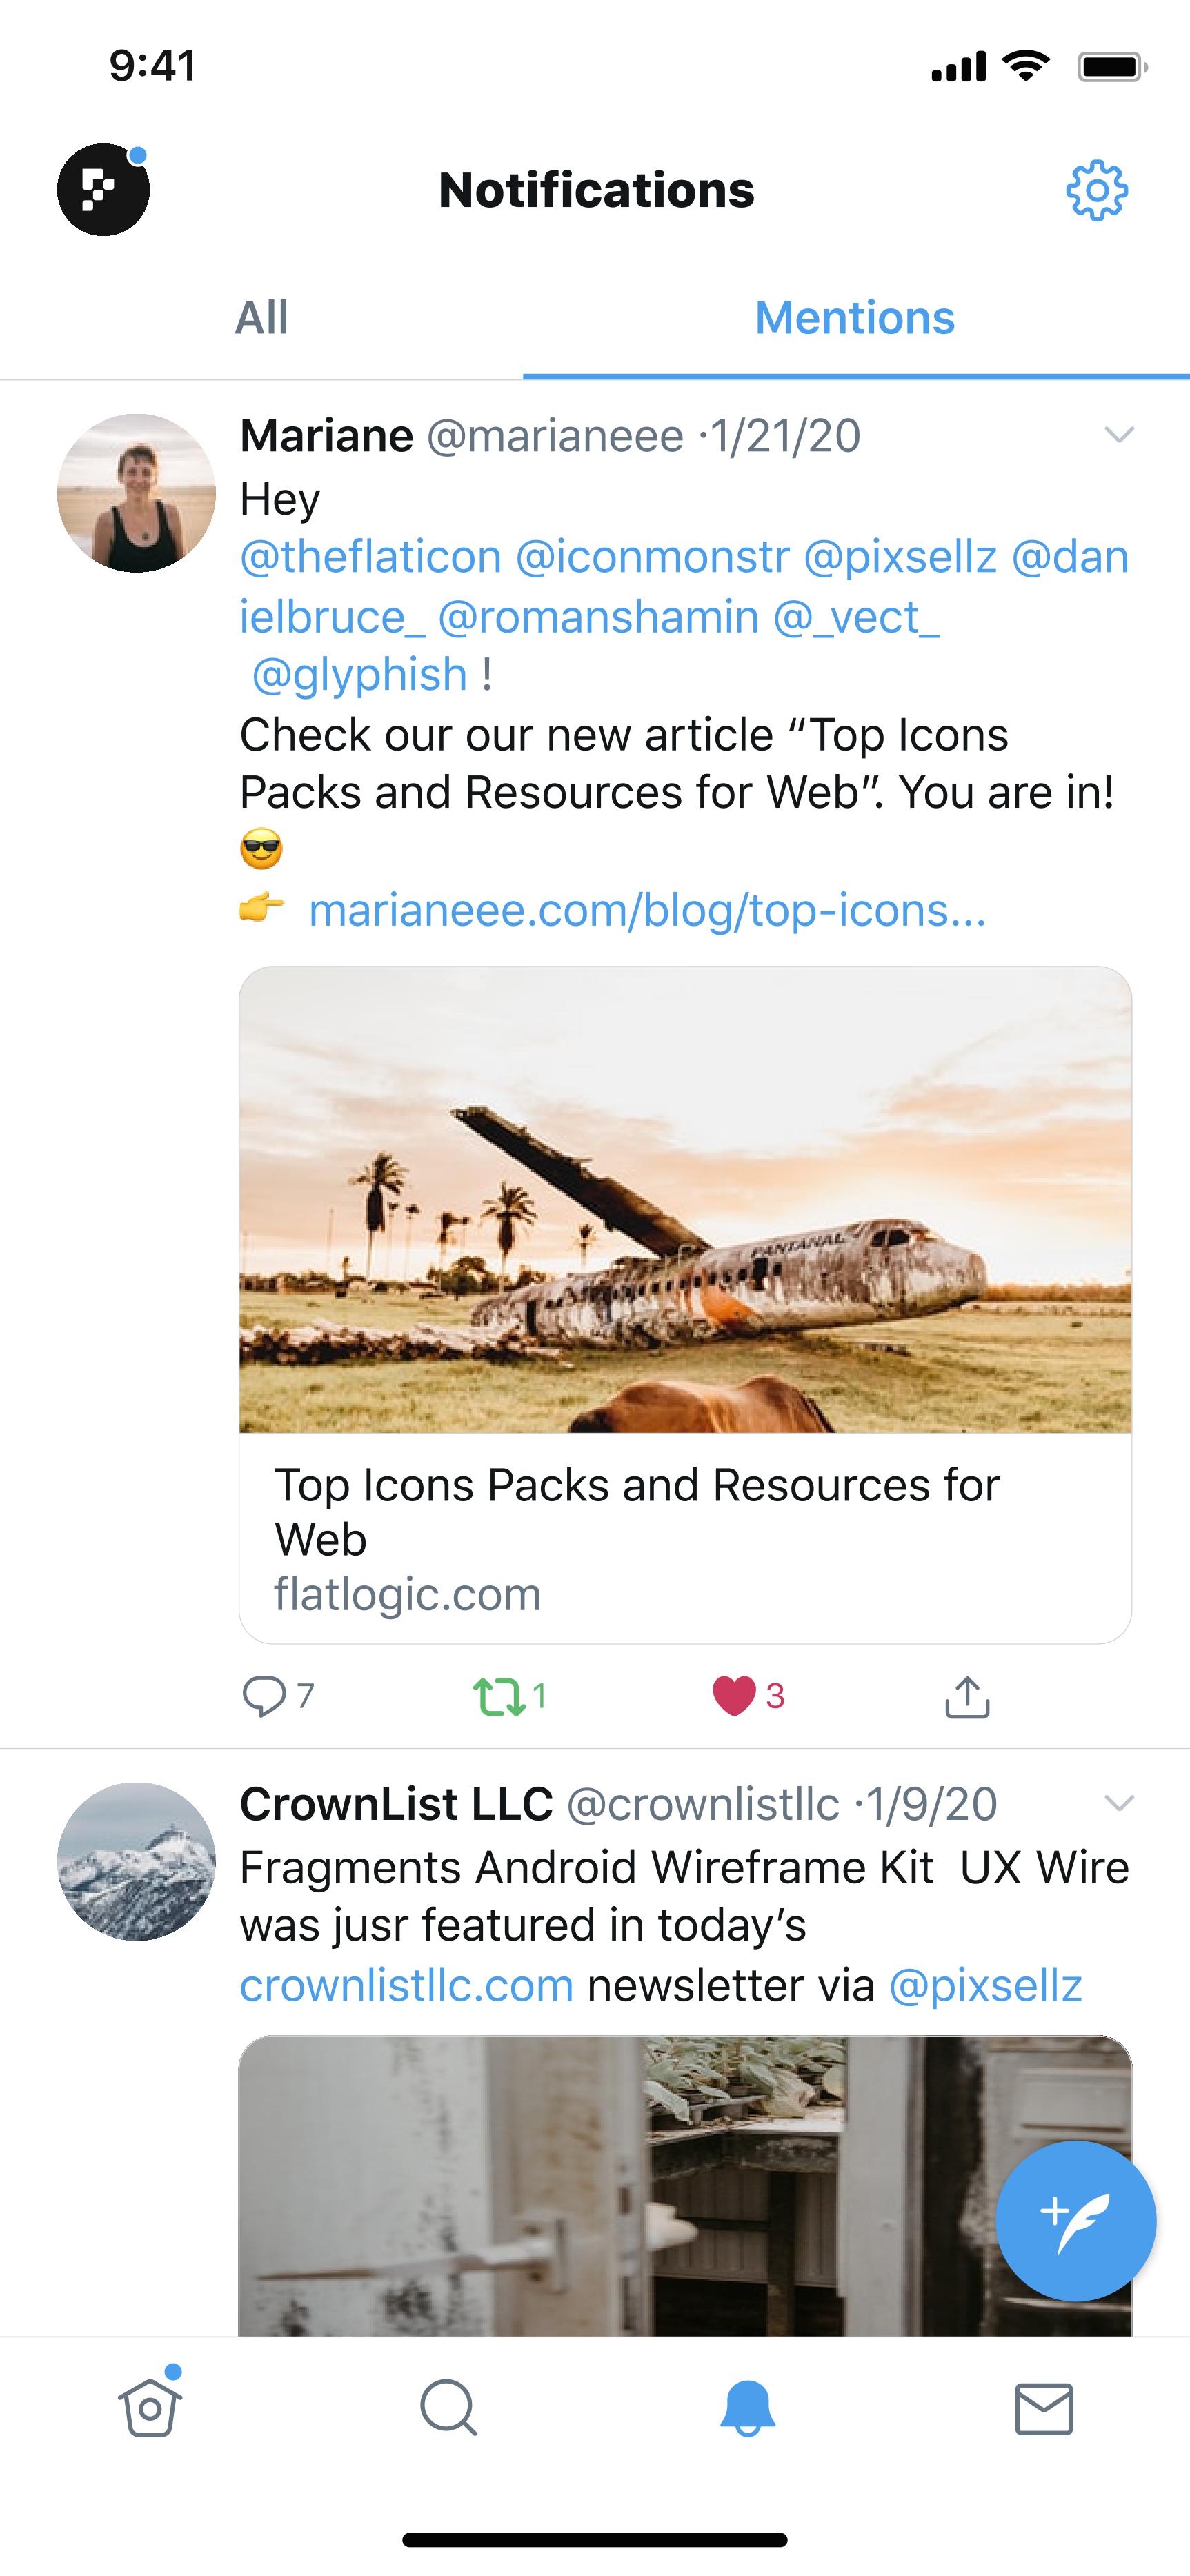 9:41
Notifications
All
Mentions
Mariane @marianeee ·1/21/20
Hey
@theflaticon @iconmonstr @pixsellz @dan
ielbruce_ @romanshamin @_vect_
@glyphish !
Check our our new article “Top Icons
Packs and Resources for Web”. You are in!
😎
👉 marianeee.com/blog/top-icons...
PANTANAL
Top Icons Packs and Resources for
Web
flatlogic.com
7
1
3
CrownList LLC @crownlistllc ·1/9/20
Fragments Android Wireframe Kit  UX Wire
was jusr featured in today’s
crownlistllc.com newsletter via @pixsellz